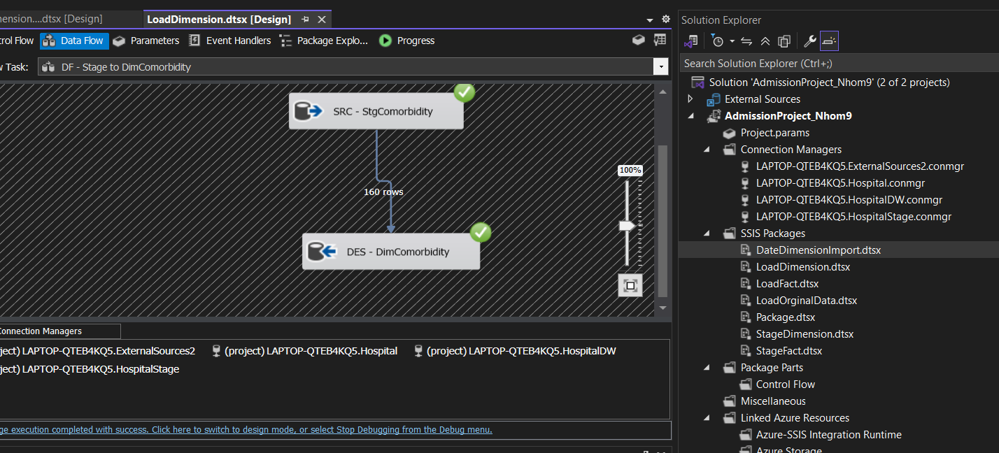 ension....dtsx [Design]
LoadDimension.dtsx [Design]
rol Flow
Data Flow
Parameters
Event Handlers
Package Explo...
Progress
w Task:
DF - Stage to DimComorbidity
SRC - StgComorbidity
160 rows
DES - DimComorbidity
100%
Connection Managers
ject) LAPTOP-QTEB4KQ5.ExternalSources2
(project) LAPTOP-QTEB4KQ5.Hospital
(project) LAPTOP-QTEB4KQ5.HospitalDW
ject) LAPTOP-QTEB4KQ5.HospitalStage
ge execution completed with success. Click here to switch to design mode, or select Stop Debugging from the Debug menu.
Solution Explorer
Search Solution Explorer (Ctrl+;)
Solution 'AdmissionProject_Nhom9' (2 of 2 projects)
External Sources
AdmissionProject_Nhom9
Project.params
Connection Managers
LAPTOP-QTEB4KQ5.ExternalSources2.conmgr
LAPTOP-QTEB4KQ5.Hospital.conmgr
LAPTOP-QTEB4KQ5.HospitalDW.conmgr
LAPTOP-QTEB4KQ5.HospitalStage.conmgr
SSIS Packages
DateDimensionImport.dtsx
LoadDimension.dtsx
LoadFact.dtsx
LoadOrginalData.dtsx
Package.dtsx
StageDimension.dtsx
StageFact.dtsx
Package Parts
Control Flow
Miscellaneous
Linked Azure Resources
Azure-SSIS Integration Runtime
Azure Storage